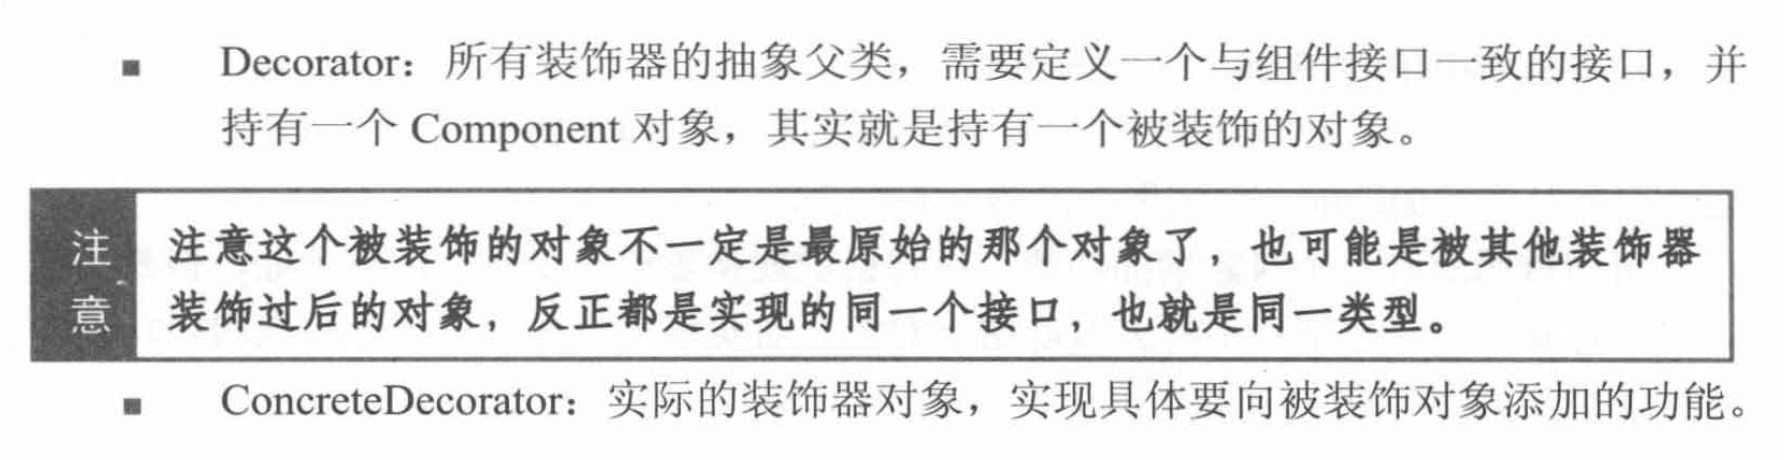 ■ Decorator：所有装饰器的抽象父类，需要定义一个与组件接口一致的接口，并
持有一个 Component 对象，其实就是持有一个被装饰的对象。
注意
注意这个被装饰的对象不一定是最原始的那个对象了，也可能是被其他装饰器
装饰过后的对象，反正都是实现的同一个接口，也就是同一类型。
■ ConcreteDecorator：实际的装饰器对象，实现具体要向被装饰对象添加的功能。